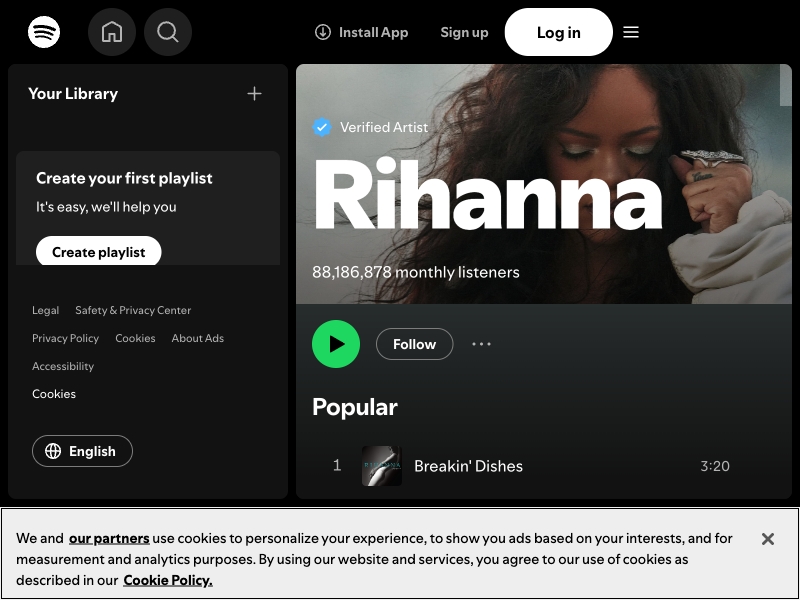 Install App
Sign up
Log in
Your Library
Create your first playlist
It's easy, we'll help you
Create playlist
Legal
Safety & Privacy Center
Privacy Policy
Cookies
About Ads
Accessibility
Cookies
English
Verified Artist
Rihanna
88,186,878 monthly listeners
Follow
Popular
1
Breakin' Dishes
3:20
We and our partners use cookies to personalize your experience, to show you ads based on your interests, and for
measurement and analytics purposes. By using our website and services, you agree to our use of cookies as
described in our Cookie Policy.